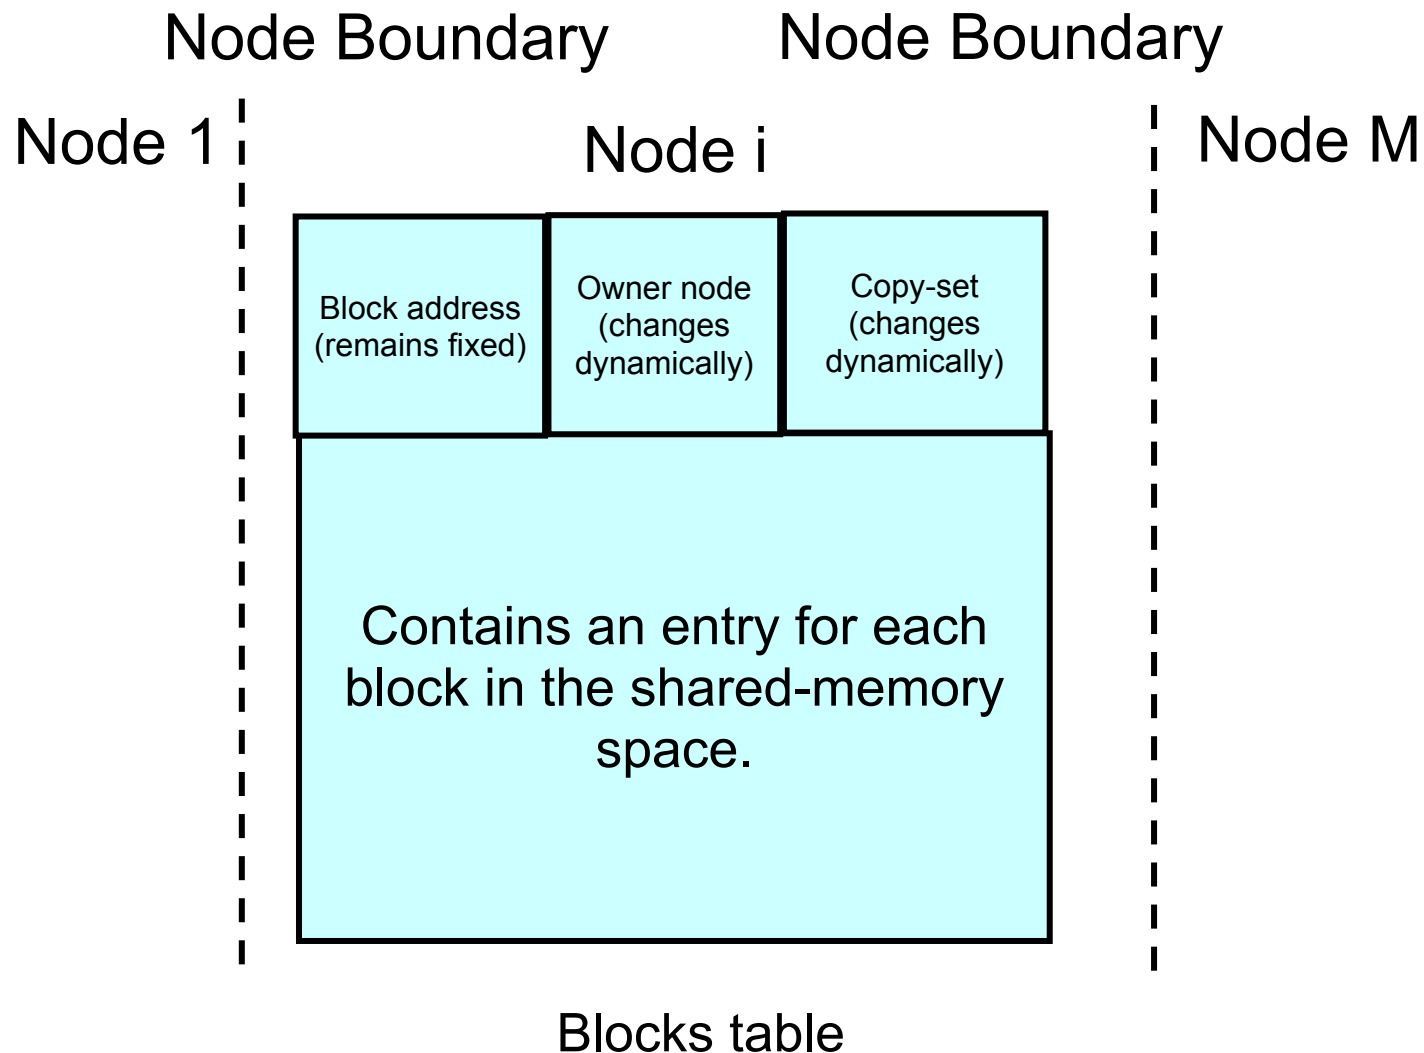 Node Boundary
Node Boundary
Node 1
Node i
Node M
Block address
(remains fixed)
Owner node
(changes
dynamically)
Copy-set
(changes
dynamically)
Contains an entry for each
block in the shared-memory
space.
Blocks table